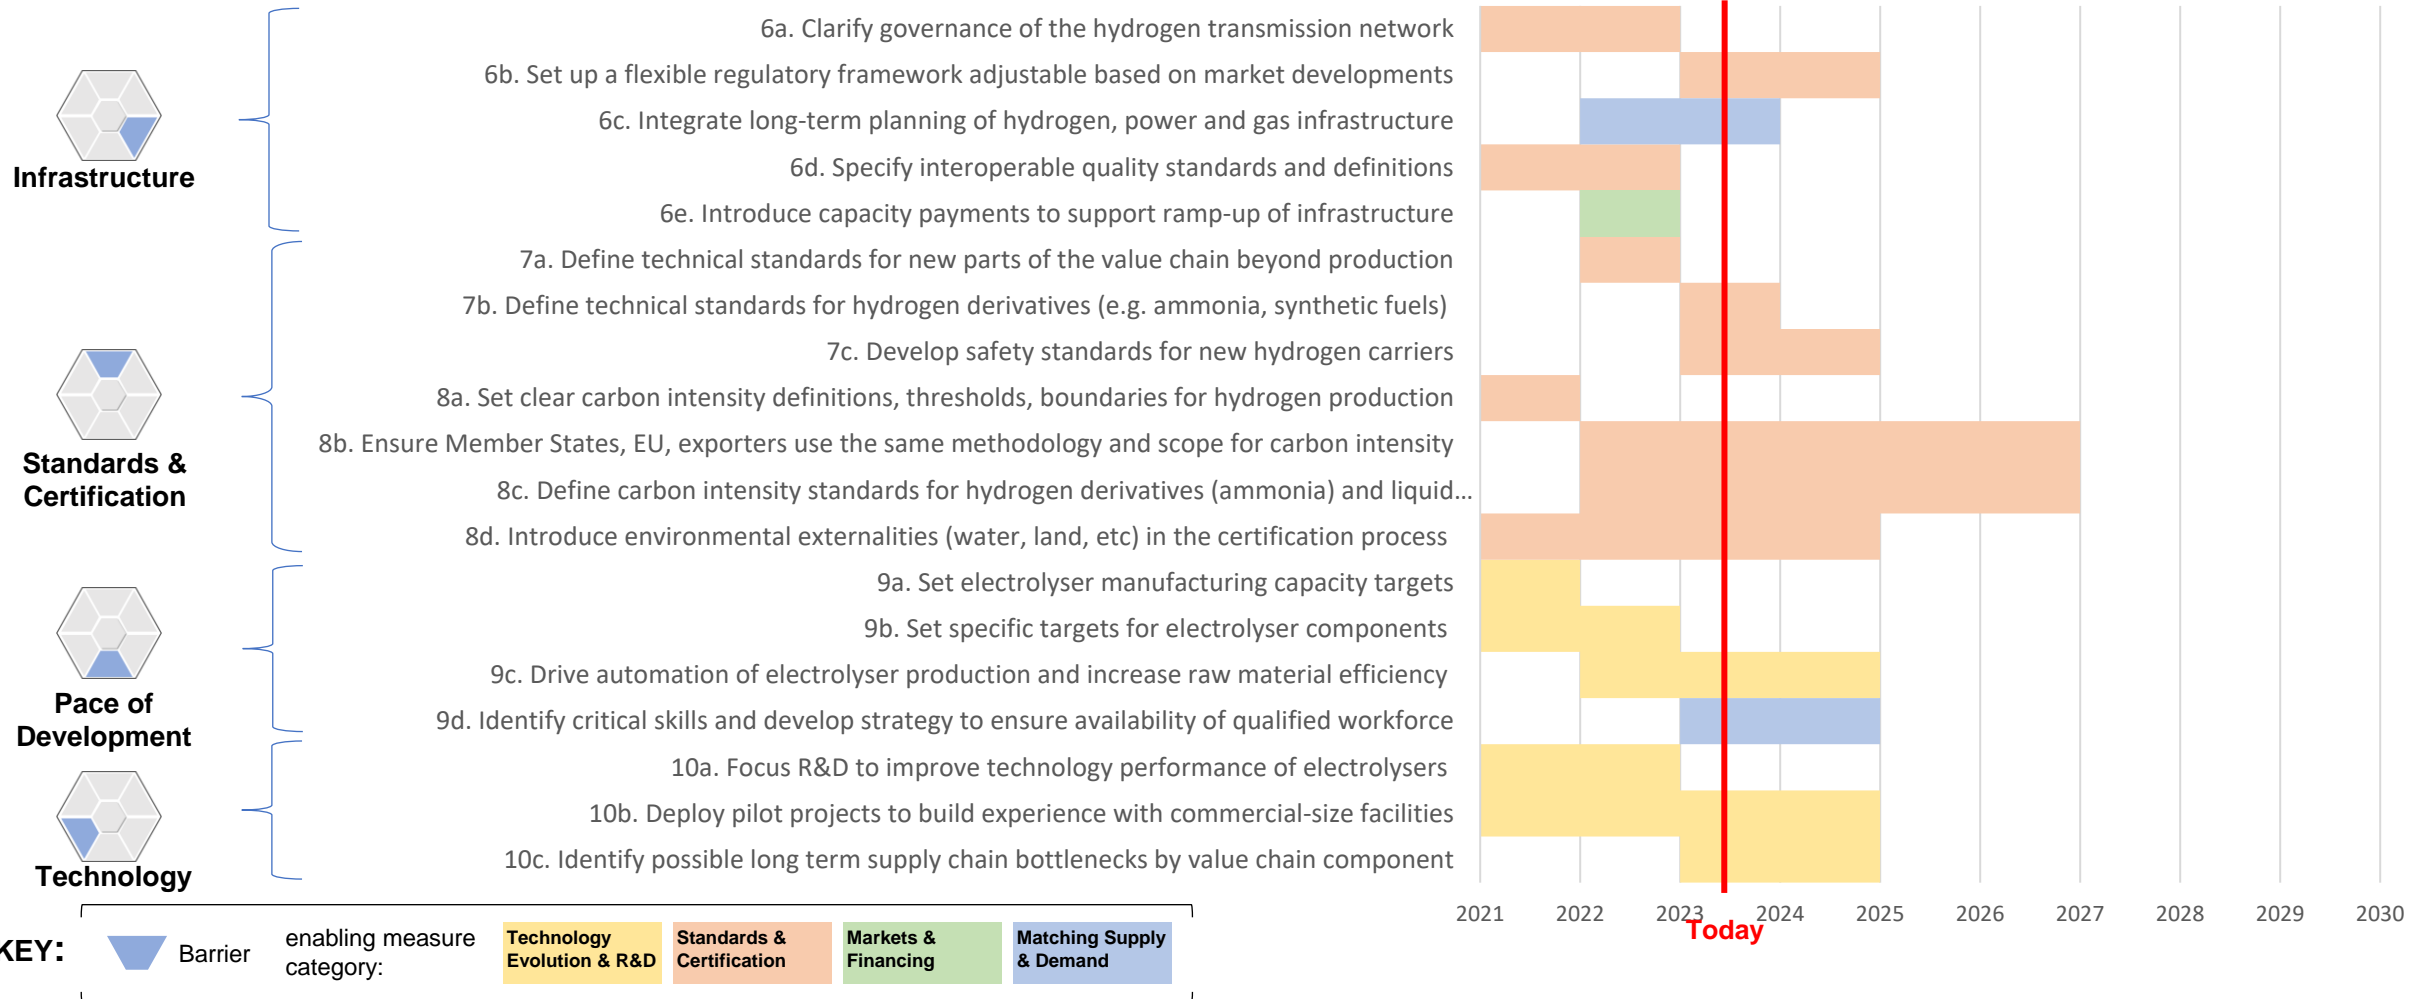 6a. Clarify governance of the hydrogen transmission network
6b. Set up a flexible regulatory framework adjustable based on market developments
6c. Integrate long-term planning of hydrogen, power and gas infrastructure
6d. Specify interoperable quality standards and definitions
6e. Introduce capacity payments to support ramp-up of infrastructure
Infrastructure
7a. Define technical standards for new parts of the value chain beyond production
7b. Define technical standards for hydrogen derivatives (e.g. ammonia, synthetic fuels)
7c. Develop safety standards for new hydrogen carriers
8a. Set clear carbon intensity definitions, thresholds, boundaries for hydrogen production
8b. Ensure Member States, EU, exporters use the same methodology and scope for carbon intensity
8c. Define carbon intensity standards for hydrogen derivatives (ammonia) and liquid...
8d. Introduce environmental externalities (water, land, etc) in the certification process
Standards &
Certification
9a. Set electrolyser manufacturing capacity targets
9b. Set specific targets for electrolyser components
9c. Drive automation of electrolyser production and increase raw material efficiency
9d. Identify critical skills and develop strategy to ensure availability of qualified workforce
Pace of
Development
10a. Focus R&D to improve technology performance of electrolysers
10b. Deploy pilot projects to build experience with commercial-size facilities
10c. Identify possible long term supply chain bottlenecks by value chain component
Technology
2021 2022 2023 2024 2025 2026 2027 2028 2029 2030
Today
KEY:
Barrier
enabling measure
category:
Technology
Evolution & R&D
Standards &
Certification
Markets &
Financing
Matching Supply
& Demand